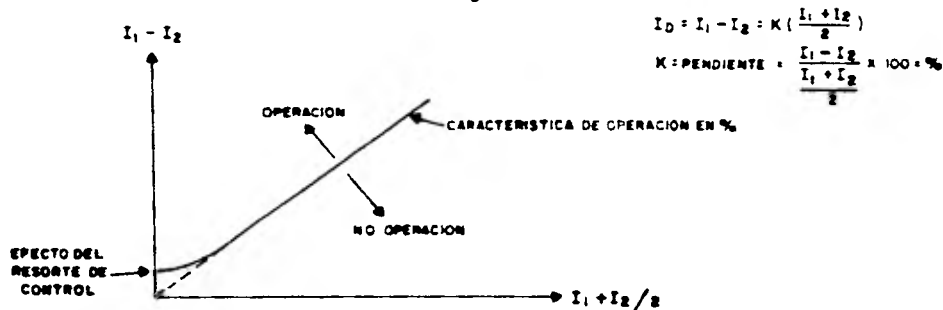 I₁ - I₂
I_D = I₁ - I₂ = K ( (I₁ + I₂) / 2 )
K = PENDIENTE = (I₁ - I₂) / ((I₁ + I₂) / 2) x 100 = %
OPERACION
CARACTERISTICA DE OPERACION EN %
NO OPERACION
EFECTO DEL
RESORTE DE
CONTROL
I₁ + I₂/2